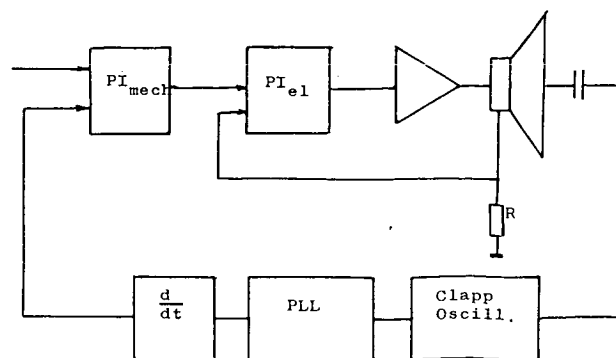 PI mech
PI el
R
d
dt
PLL
Clapp
Oscill.